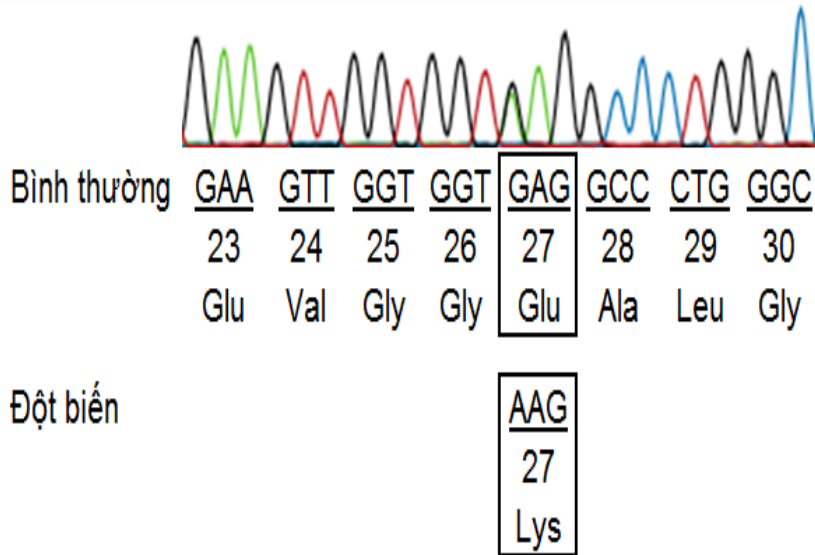 Bình thường GAA GTT GGT GGT GAG GCC CTG GGC
23 24 25 26 27 28 29 30
Glu Val Gly Gly Glu Ala Leu Gly
Đột biến AAG
27
Lys